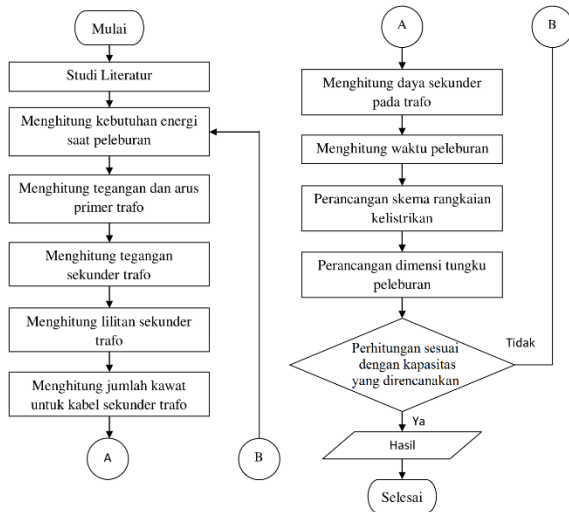 Mulai
Studi Literatur
Menghitung kebutuhan energi
saat peleburan
Menghitung tegangan dan arus
primer trafo
Menghitung tegangan
sekunder trafo
Menghitung lilitan sekunder
trafo
Menghitung jumlah kawat
untuk kabel sekunder trafo
A
B
A
B
Menghitung daya sekunder
pada trafo
Menghitung waktu peleburan
Perancangan skema rangkaian
kelistrikan
Perancangan dimensi tungku
peleburan
Perhitungan sesuai
dengan kapasitas
yang direncanakan
Tidak
Ya
Hasil
Selesai